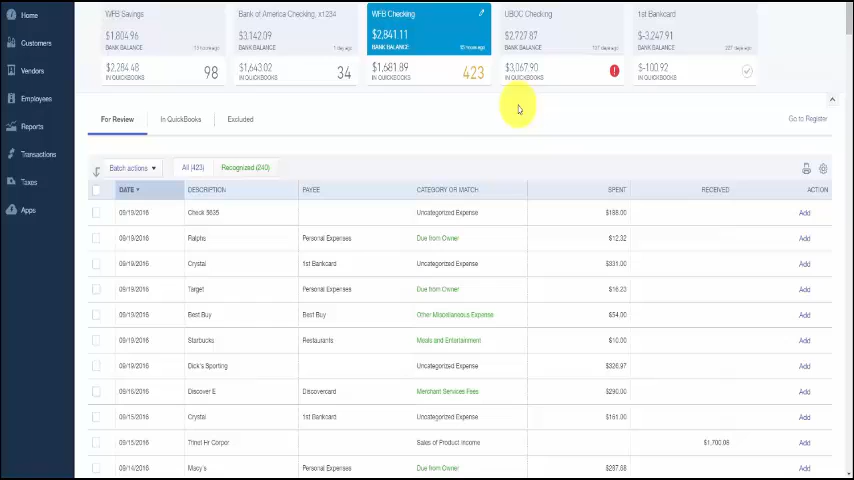 Home
Customers
Vendors
Employees
Reports
Transactions
Taxes
Apps
WFB Savings
$1,804.96
BANK BALANCE
$2,284.48
IN QUICKBOOKS
98
Bank of America Checking, x1234
$3,142.09
BANK BALANCE
1 day ago
$1,643.02
IN QUICKBOOKS
34
WFB Checking
$2,841.11
BANK BALANCE
$1,681.89
IN QUICKBOOKS
423
UBOC Checking
$2,727.87
BANK BALANCE
$3,067.90
IN QUICKBOOKS
1st Bankcard
$-3,247.91
BANK BALANCE
$-100.92
IN QUICKBOOKS
For Review In QuickBooks Excluded Go to Register
Batch actions All (423) Recognized (240)
DATE DESCRIPTION PAYEE CATEGORY OR MATCH SPENT RECEIVED ACTION
09/19/2016 Check 5635 Uncategorized Expense $188.00 Add
09/19/2016 Ralphs Personal Expenses Due from Owner $12.32 Add
09/19/2016 Crystal 1st Bankcard Uncategorized Expense $331.00 Add
09/19/2016 Target Personal Expenses Due from Owner $16.23 Add
09/19/2016 Best Buy Best Buy Other Miscellaneous Expense $54.00 Add
09/19/2016 Starbucks Restaurants Meals and Entertainment $10.00 Add
09/19/2016 Dick's Sporting Uncategorized Expense $326.97 Add
09/16/2016 Discover E Discovercard Merchant Services Fees $290.00 Add
09/15/2016 Crystal 1st Bankcard Uncategorized Expense $161.00 Add
09/15/2016 Trinet Hr Corper Sales of Product Income $1,700.08 Add
09/14/2016 Macy's Personal Expenses Due from Owner $267.68 Add